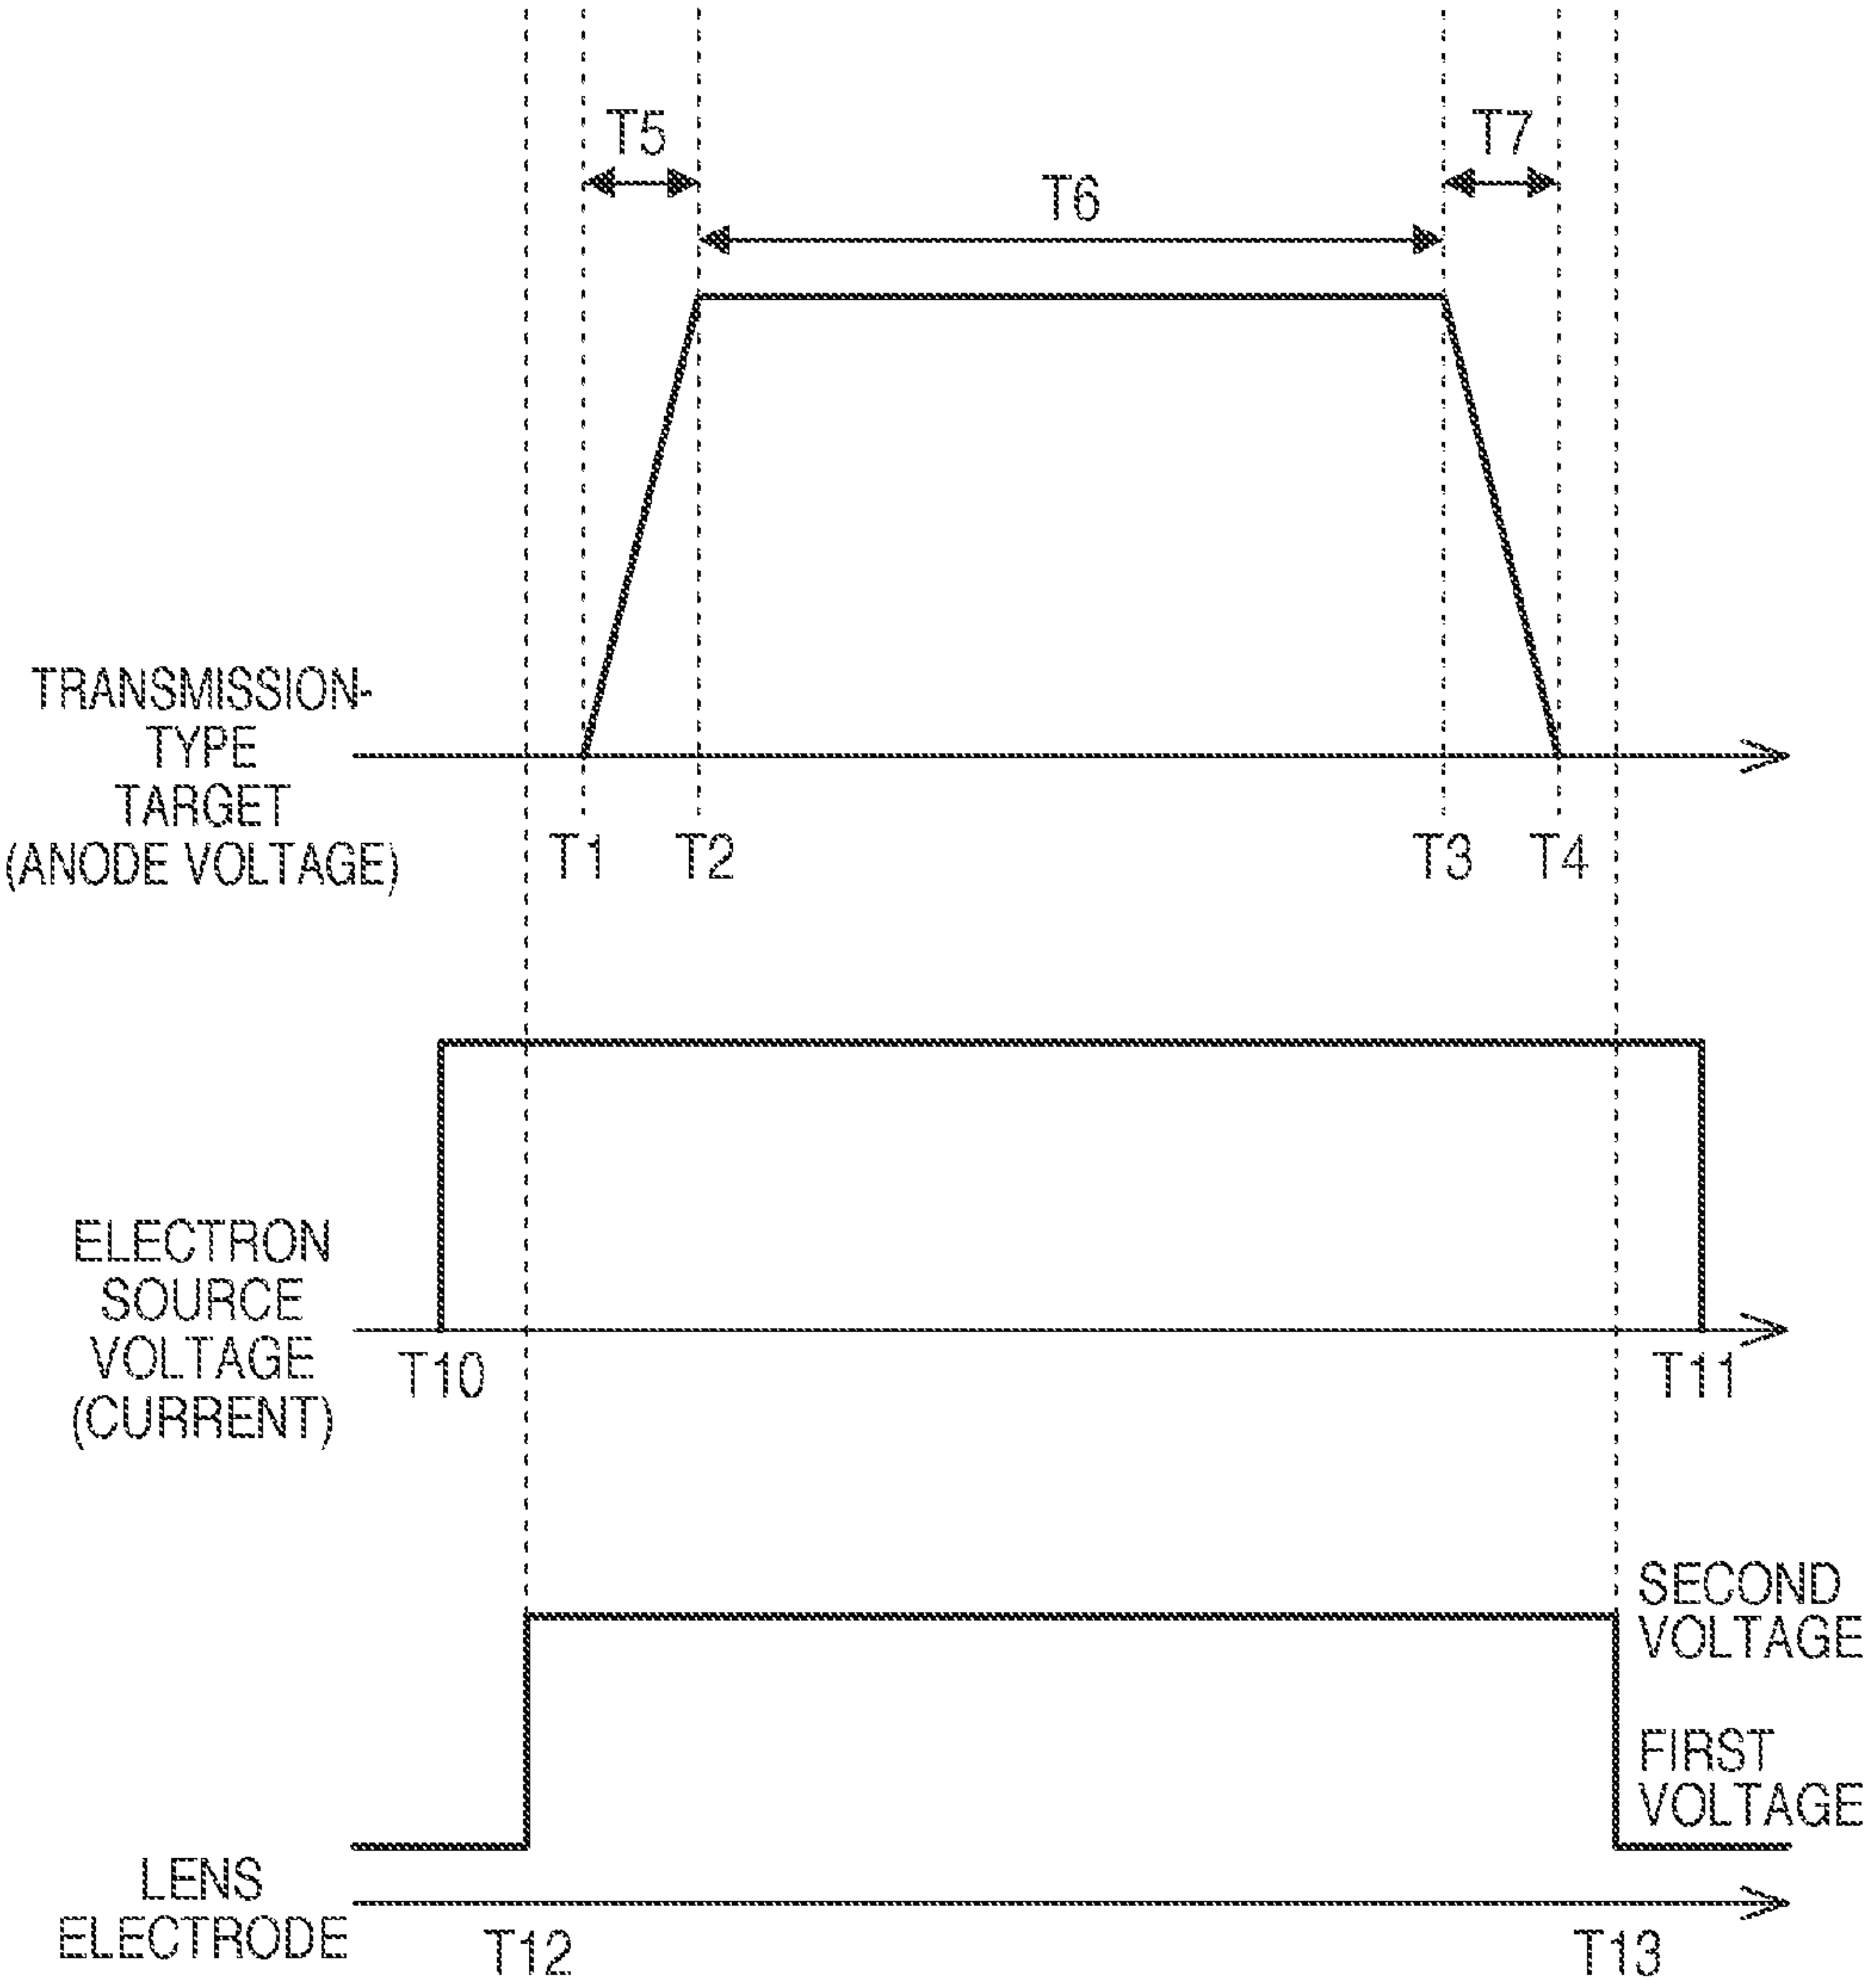 T5
T7
T6
TRANSMISSION-
TYPE
TARGET
(ANODE VOLTAGE)
T1
T2
T3
T4
ELECTRON
SOURCE
VOLTAGE
(CURRENT)
T10
T11
SECOND
VOLTAGE
FIRST
VOLTAGE
LENS
ELECTRODE
T12
T13